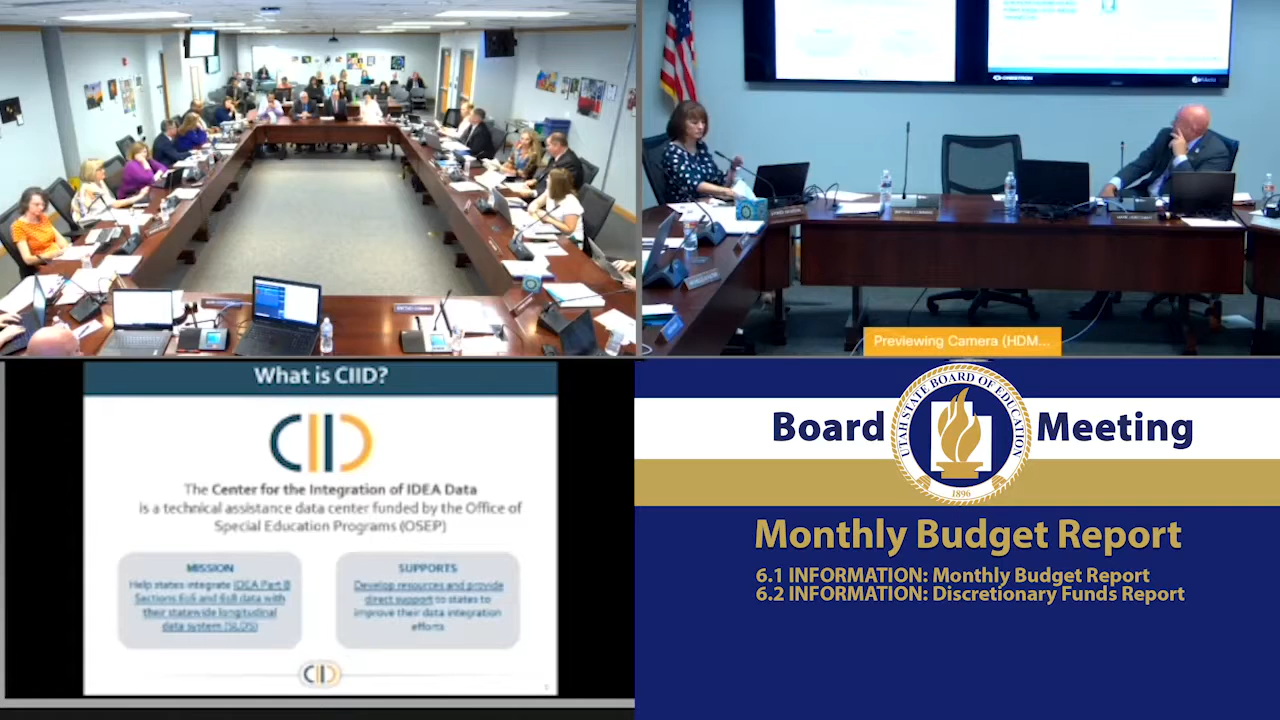 Previewing Camera (HDM...
What is CIID?
CIID
The Center for the Integration of IDEA Data
is a technical assistance data center funded by the Office of
Special Education Programs (OSEP)
MISSION
Help states integrate IDEA Part B
Sections 616 and 618 data with
their statewide longitudinal
data system (SLDS)
SUPPORTS
Develop resources and provide
direct support to states to
improve their data integration
efforts
CIID
Board Meeting
UTAH STATE BOARD OF EDUCATION
1896
Monthly Budget Report
6.1 INFORMATION: Monthly Budget Report
6.2 INFORMATION: Discretionary Funds Report